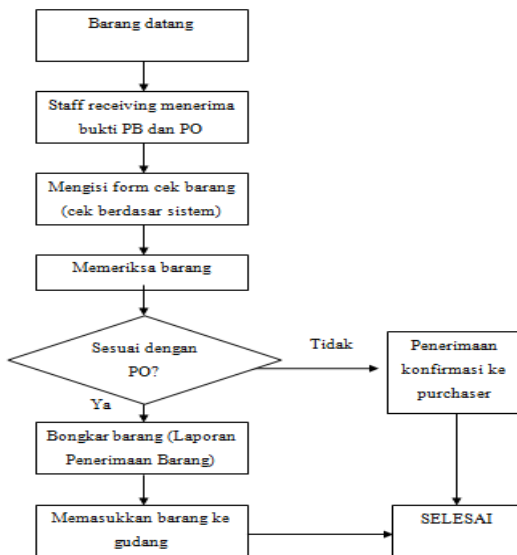 Barang datang
Staff receiving menerima
bukti PB dan PO
Mengisi form cek barang
(cek berdasar sistem)
Memeriksa barang
Sesuai dengan
PO?
Tidak
Penerimaan
konfirmasi ke
purchaser
Ya
Bongkar barang (Laporan
Penerimaan Barang)
Memasukkan barang ke
gudang
SELESAI